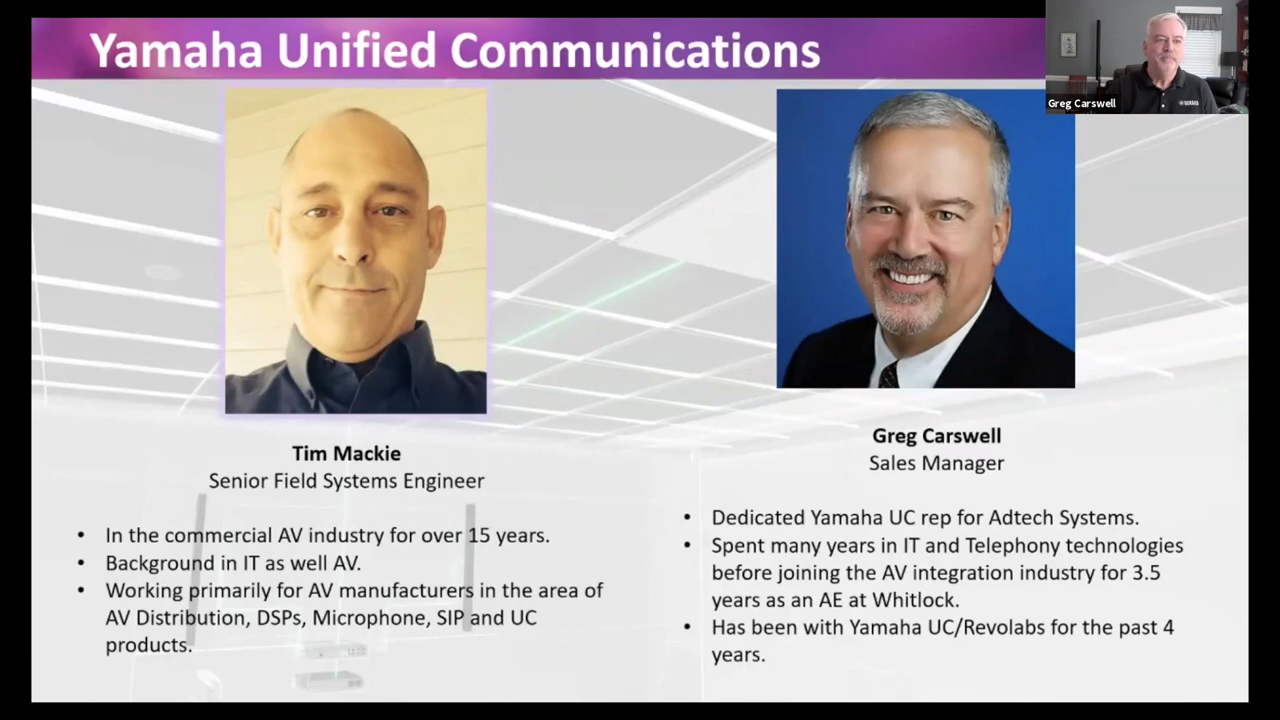 Yamaha Unified Communications
Greg Carswell
YAMAHA
Tim Mackie
Senior Field Systems Engineer
• In the commercial AV industry for over 15 years.
• Background in IT as well AV.
• Working primarily for AV manufacturers in the area of
AV Distribution, DSPs, Microphone, SIP and UC
products.
Greg Carswell
Sales Manager
• Dedicated Yamaha UC rep for Adtech Systems.
• Spent many years in IT and Telephony technologies
before joining the AV integration industry for 3.5
years as an AE at Whitlock.
• Has been with Yamaha UC/Revolabs for the past 4
years.